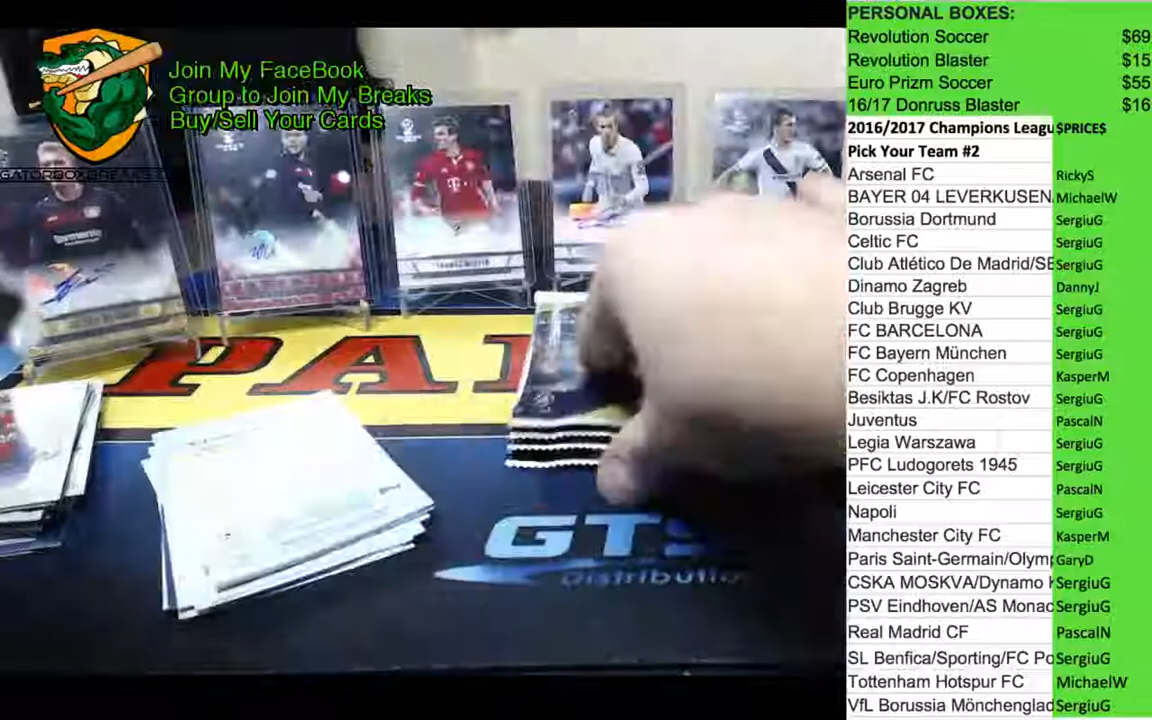 Join My FaceBook
Group to Join My Breaks
Buy/Sell Your Cards
GATORBOXBREAKS
PA
GTS
Distributio
PERSONAL BOXES:
Revolution Soccer $69
Revolution Blaster $15
Euro Prizm Soccer $55
16/17 Donruss Blaster $16
2016/2017 Champions Leagu $PRICE$
Pick Your Team #2
Arsenal FC RickyS
BAYER 04 LEVERKUSEN MichaelW
Borussia Dortmund SergiuG
Celtic FC SergiuG
Club Atlético De Madrid/SE SergiuG
Dinamo Zagreb DannyJ
Club Brugge KV SergiuG
FC BARCELONA SergiuG
FC Bayern München SergiuG
FC Copenhagen KasperM
Besiktas J.K/FC Rostov SergiuG
Juventus PascalN
Legia Warszawa SergiuG
PFC Ludogorets 1945 SergiuG
Leicester City FC PascalN
Napoli SergiuG
Manchester City FC KasperM
Paris Saint-Germain/Olymp GaryD
CSKA MOSKVA/Dynamo SergiuG
PSV Eindhoven/AS Monac SergiuG
Real Madrid CF PascalN
SL Benfica/Sporting/FC Po SergiuG
Tottenham Hotspur FC MichaelW
VfL Borussia Mönchenglad SergiuG